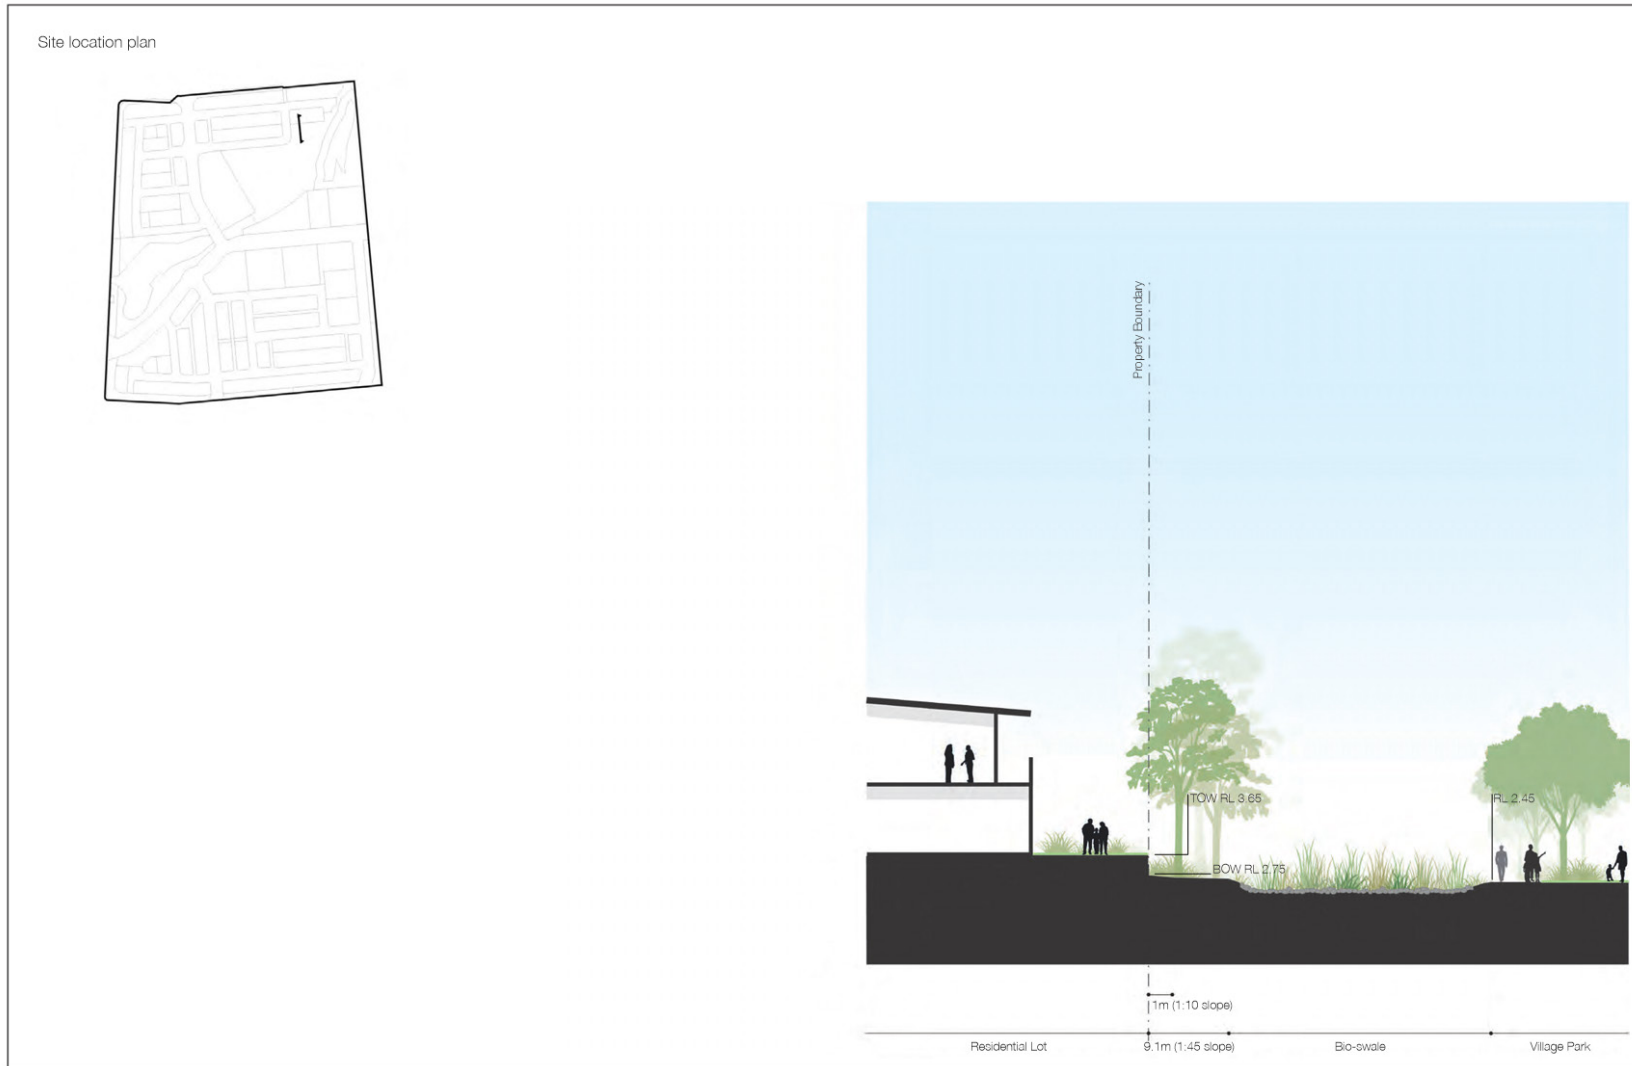 Site location plan
Property Boundary
TOW RL 3.65
RL 2.45
BOW RL 2.75
1m (1:10 slope)
Residential Lot
9.1m (1:45 slope)
Bio-swale
Village Park